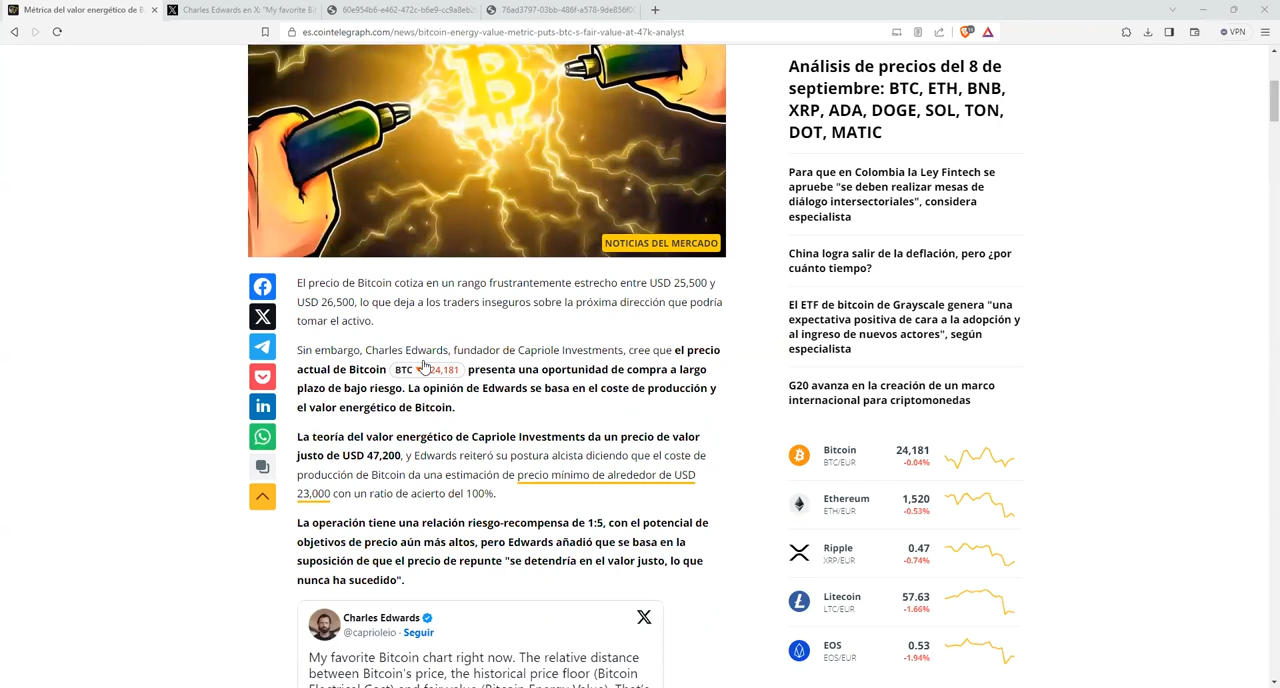 Métrica del valor energético de B
Charles Edwards en X: "My favorite Bi
60e954b6-e462-472c-b6e9-cc9a8eb2
76ad3797-03bb-486f-a578-9de856f0
es.cointelegraph.com/news/bitcoin-energy-value-metric-puts-btc-s-fair-value-at-47k-analyst
VPN
NOTICIAS DEL MERCADO
El precio de Bitcoin cotiza en un rango frustrantemente estrecho entre USD 25,500 y
USD 26,500, lo que deja a los traders inseguros sobre la próxima dirección que podría
tomar el activo.
Sin embargo, Charles Edwards, fundador de Capriole Investments, cree que el precio
actual de Bitcoin BTC 24,181 presenta una oportunidad de compra a largo
plazo de bajo riesgo. La opinión de Edwards se basa en el coste de producción y
el valor energético de Bitcoin.
La teoría del valor energético de Capriole Investments da un precio de valor
justo de USD 47,200, y Edwards reiteró su postura alcista diciendo que el coste de
producción de Bitcoin da una estimación de precio mínimo de alrededor de USD
23,000 con un ratio de acierto del 100%.
La operación tiene una relación riesgo-recompensa de 1:5, con el potencial de
objetivos de precio aún más altos, pero Edwards añadió que se basa en la
suposición de que el precio de repunte "se detendría en el valor justo, lo que
nunca ha sucedido".
Charles Edwards
@caprioleio · Seguir
My favorite Bitcoin chart right now. The relative distance
between Bitcoin's price, the historical price floor (Bitcoin
Electrical Cost) and fair value (Bitcoin Energy Value). That's
Análisis de precios del 8 de
septiembre: BTC, ETH, BNB,
XRP, ADA, DOGE, SOL, TON,
DOT, MATIC
Para que en Colombia la Ley Fintech se
apruebe "se deben realizar mesas de
diálogo intersectoriales", considera
especialista
China logra salir de la deflación, pero ¿por
cuánto tiempo?
El ETF de bitcoin de Grayscale genera "una
expectativa positiva de cara a la adopción y
al ingreso de nuevos actores", según
especialista
G20 avanza en la creación de un marco
internacional para criptomonedas
Bitcoin 24,181
BTC/EUR -0.04%
Ethereum 1,520
ETH/EUR -0.53%
Ripple 0.47
XRP/EUR -0.74%
Litecoin 57.63
LTC/EUR -1.66%
EOS 0.53
EOS/EUR -1.94%